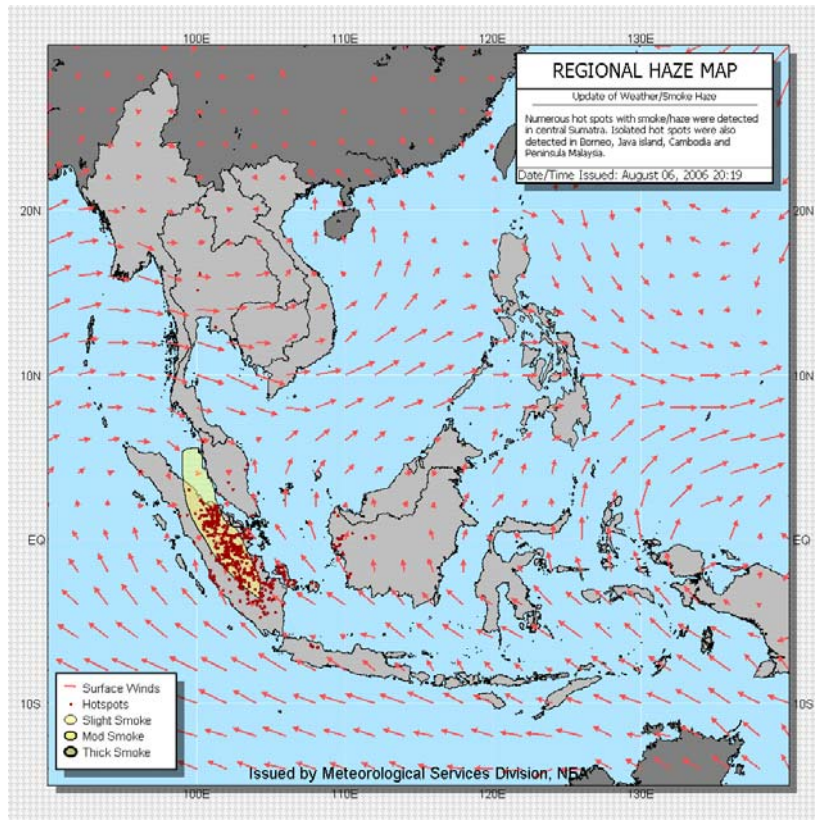 100E 110E 120E 130E
REGIONAL HAZE MAP
Update of Weather/Smoke Haze
Numerous hot spots with smoke/haze were detected
in central Sumatra. Isolated hot spots were also
detected in Borneo, Java island, Cambodia and
Peninsula Malaysia.
Date/Time Issued: August 06, 2006 20:19
20N 20N
10N 10N
EQ EQ
10S 10S
Surface Winds
Hotspots
Slight Smoke
Mod Smoke
Thick Smoke
Issued by Meteorological Services Division, NEA
100E 110E 120E 130E